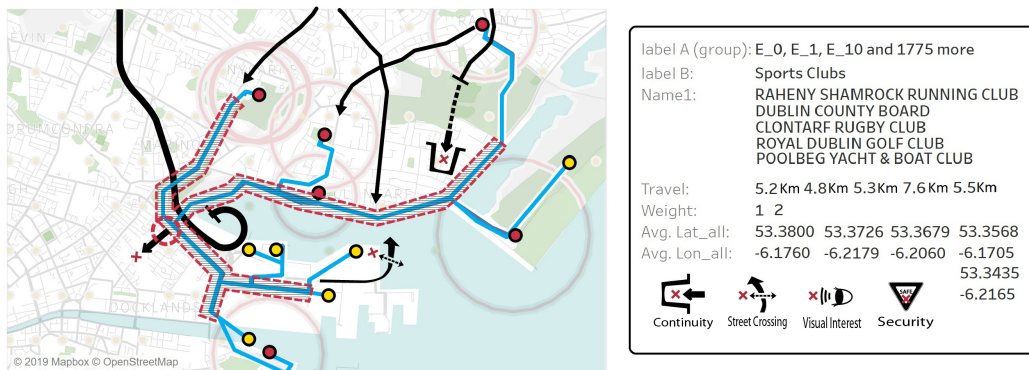 EVIN
DRUMCONDRA
DOCKLANDS
© 2019 Mapbox © OpenStreetMap
label A (group): E_0, E_1, E_10 and 1775 more
label B: Sports Clubs
Name1: RAHENY SHAMROCK RUNNING CLUB
DUBLIN COUNTY BOARD
CLONTARF RUGBY CLUB
ROYAL DUBLIN GOLF CLUB
POOLBEG YACHT & BOAT CLUB
Travel: 5.2Km 4.8Km 5.3Km 7.6Km 5.5Km
Weight: 1 2
Avg. Lat_all: 53.3800 53.3726 53.3679 53.3568
Avg. Lon_all: -6.1760 -6.2179 -6.2060 -6.1705
53.3435
-6.2165
SAFE
Continuity Street Crossing Visual Interest Security